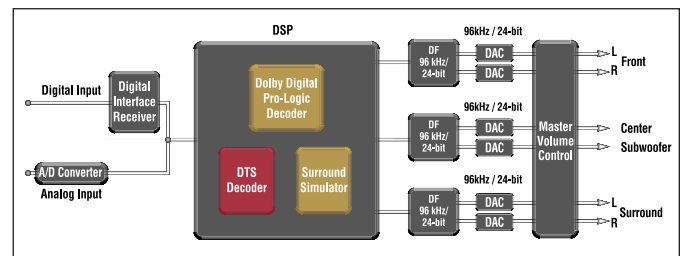 DSP
Digital Input
Digital
Interface
Receiver
A/D Converter
Analog Input
Dolby Digital
Pro-Logic
Decoder
DTS
Decoder
Surround
Simulator
96kHz / 24-bit
DF
96 kHz/
24-bit
DAC
DAC
96kHz / 24-bit
DF
96 kHz/
24-bit
DAC
DAC
96kHz / 24-bit
DF
96 kHz/
24-bit
DAC
DAC
Master
Volume
Control
L
Front
R
Center
Subwoofer
L
Surround
R